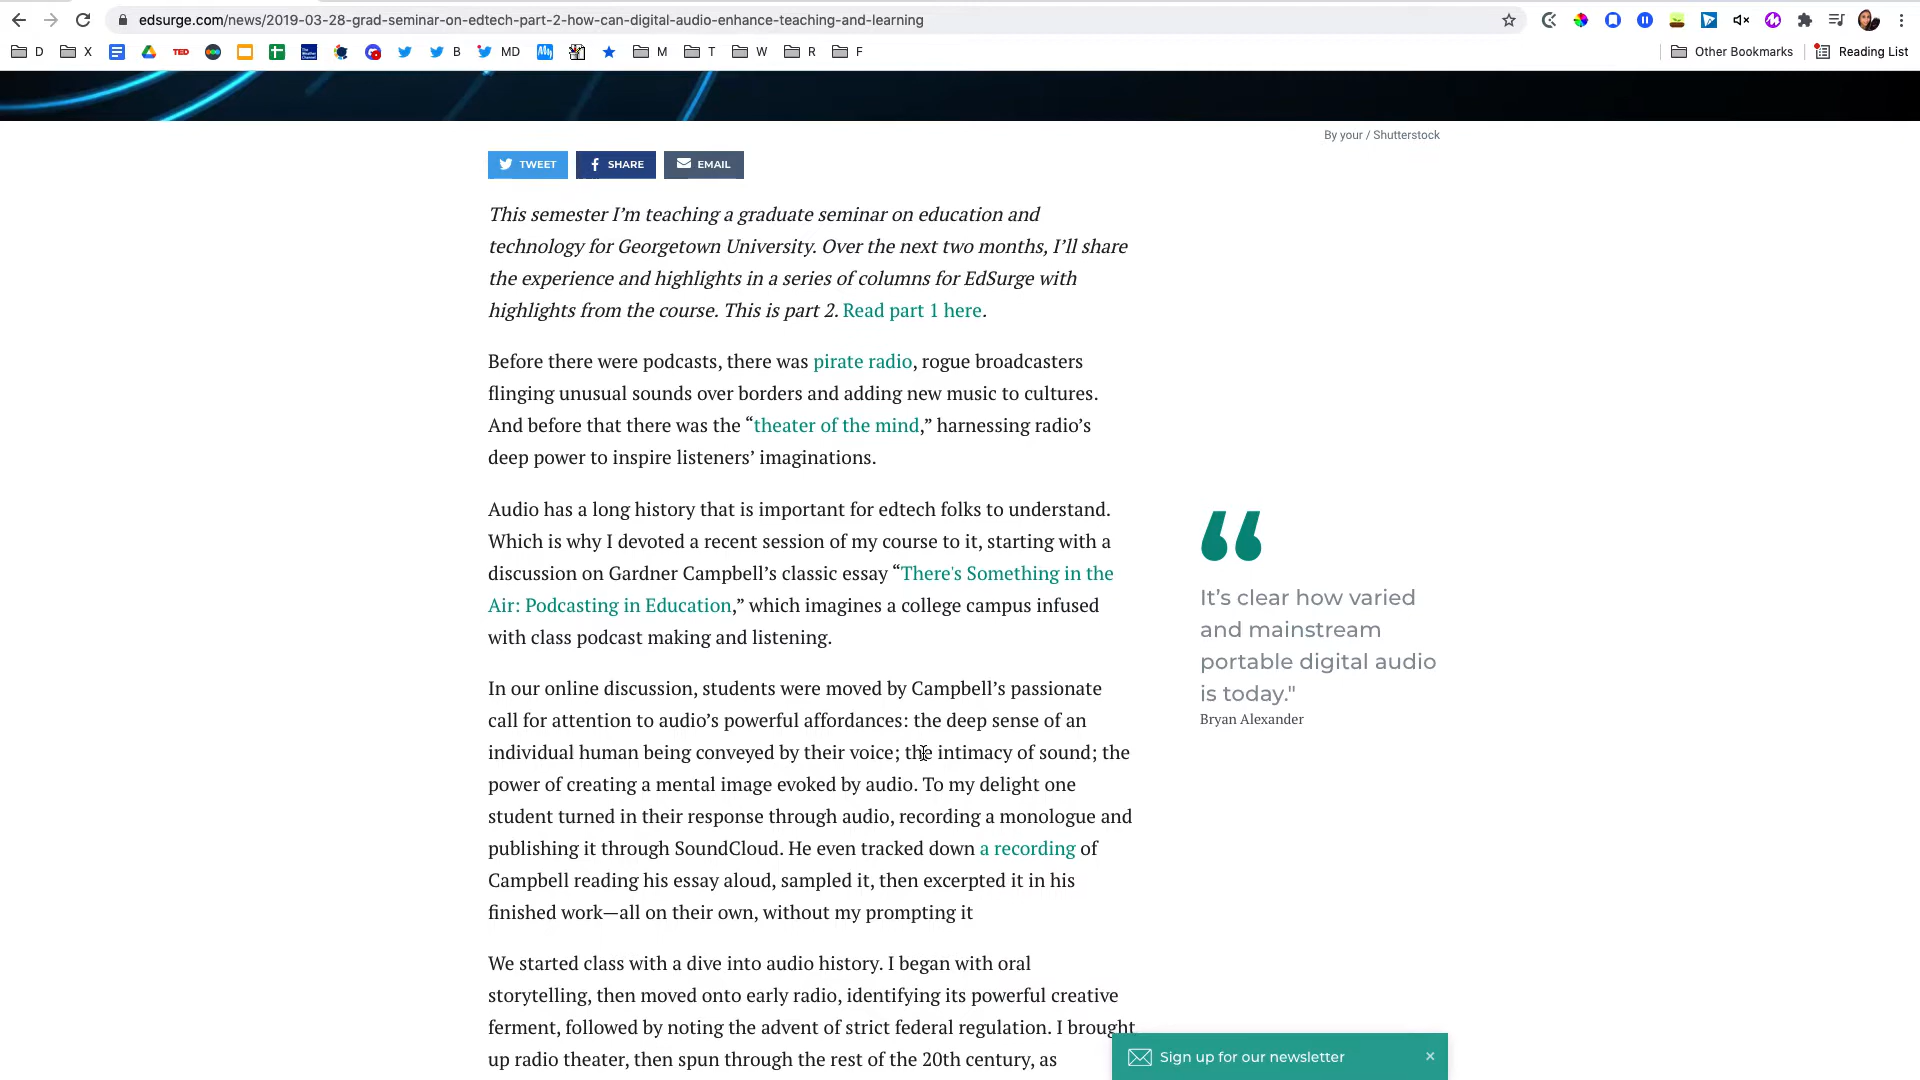 edsurge.com/news/2019-03-28-grad-seminar-on-edtech-part-2-how-can-digital-audio-enhance-teaching-and-learning
D X TED B MD M T W R F Other Bookmarks Reading List
By your / Shutterstock
TWEET SHARE EMAIL
This semester I’m teaching a graduate seminar on education and
technology for Georgetown University. Over the next two months, I’ll share
the experience and highlights in a series of columns for EdSurge with
highlights from the course. This is part 2. Read part 1 here.
Before there were podcasts, there was pirate radio, rogue broadcasters
flinging unusual sounds over borders and adding new music to cultures.
And before that there was the “theater of the mind,” harnessing radio’s
deep power to inspire listeners’ imaginations.
Audio has a long history that is important for edtech folks to understand.
Which is why I devoted a recent session of my course to it, starting with a
discussion on Gardner Campbell’s classic essay “There's Something in the
Air: Podcasting in Education,” which imagines a college campus infused
with class podcast making and listening.
“
It’s clear how varied
and mainstream
portable digital audio
is today."
Bryan Alexander
In our online discussion, students were moved by Campbell’s passionate
call for attention to audio’s powerful affordances: the deep sense of an
individual human being conveyed by their voice; the intimacy of sound; the
power of creating a mental image evoked by audio. To my delight one
student turned in their response through audio, recording a monologue and
publishing it through SoundCloud. He even tracked down a recording of
Campbell reading his essay aloud, sampled it, then excerpted it in his
finished work—all on their own, without my prompting it
We started class with a dive into audio history. I began with oral
storytelling, then moved onto early radio, identifying its powerful creative
ferment, followed by noting the advent of strict federal regulation. I brought
up radio theater, then spun through the rest of the 20th century, as
Sign up for our newsletter ×